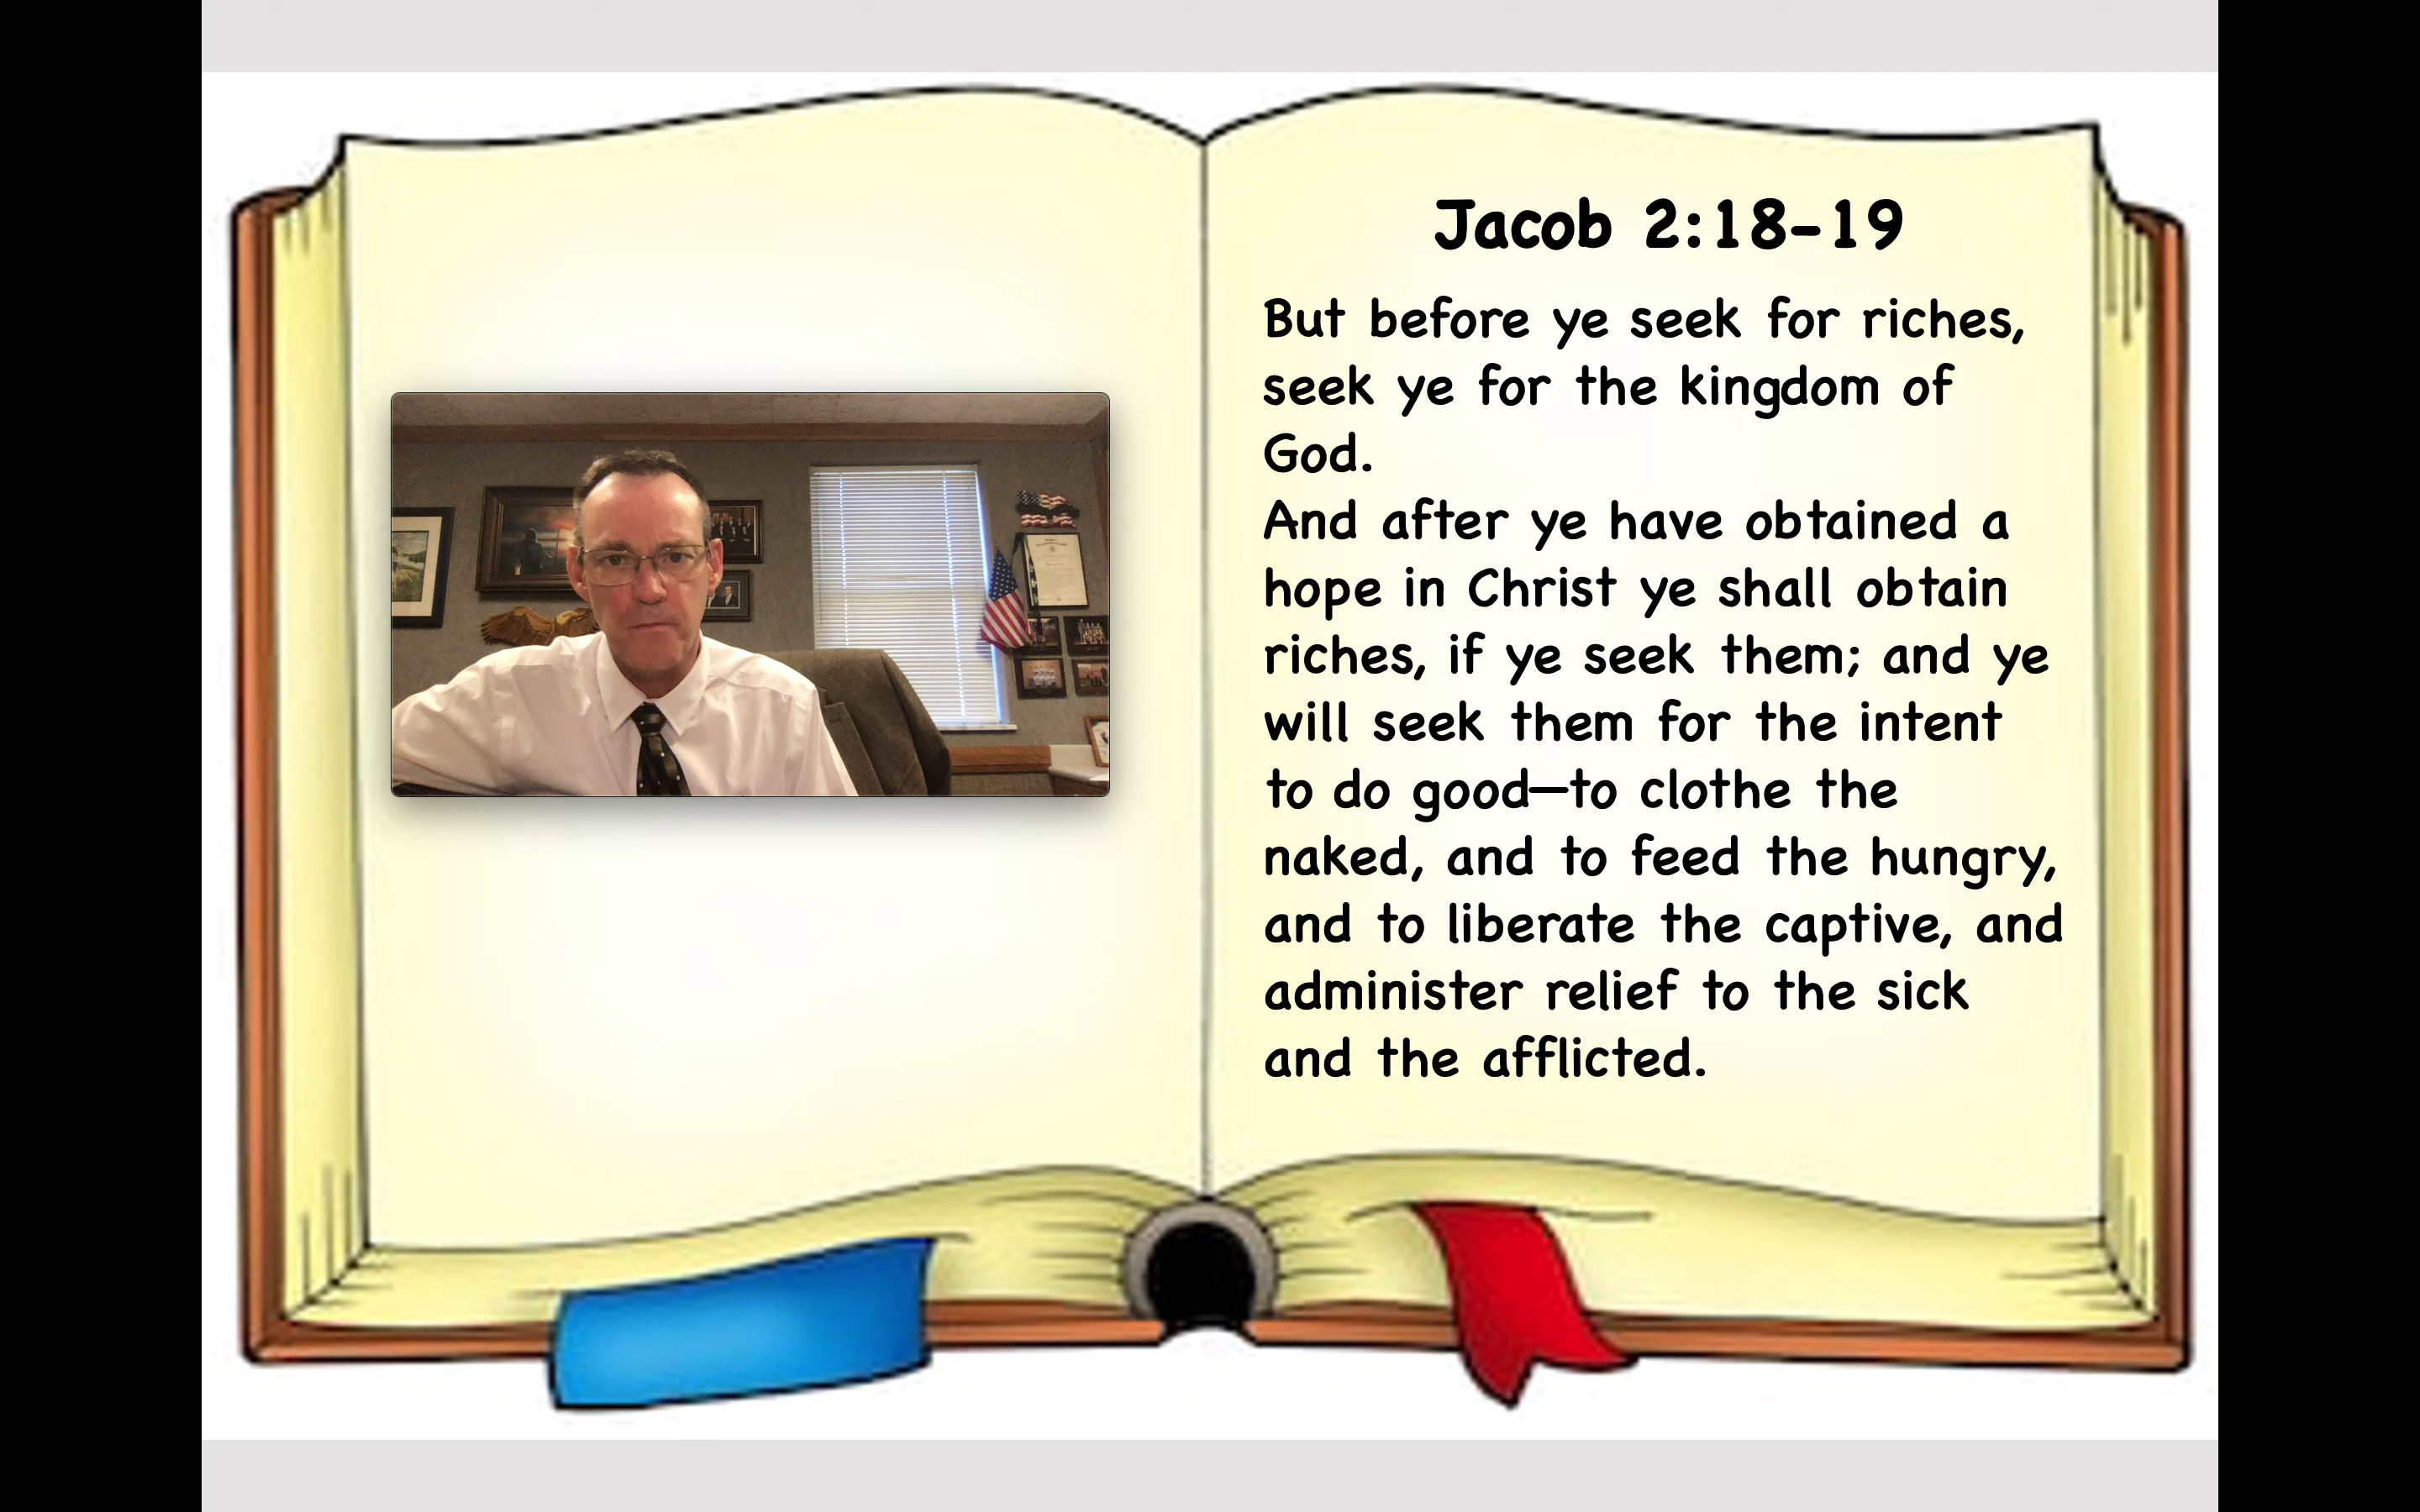 Jacob 2:18-19
But before ye seek for riches,
seek ye for the kingdom of
God.
And after ye have obtained a
hope in Christ ye shall obtain
riches, if ye seek them; and ye
will seek them for the intent
to do good—to clothe the
naked, and to feed the hungry,
and to liberate the captive, and
administer relief to the sick
and the afflicted.